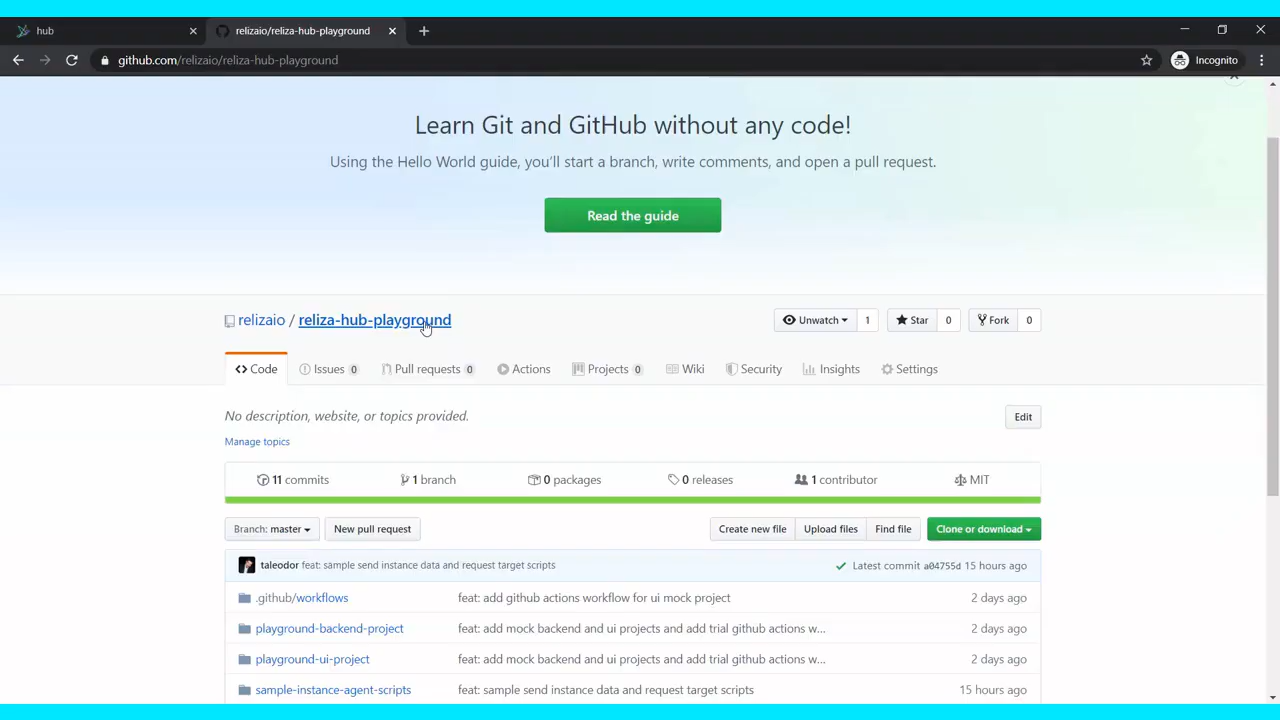 hub
relizaio/reliza-hub-playground
github.com/relizaio/reliza-hub-playground
Incognito
Learn Git and GitHub without any code!
Using the Hello World guide, you'll start a branch, write comments, and open a pull request.
Read the guide
relizaio / reliza-hub-playground
Unwatch 1
Star 0
Fork 0
Code
Issues 0
Pull requests 0
Actions
Projects 0
Wiki
Security
Insights
Settings
No description, website, or topics provided.
Edit
Manage topics
11 commits
1 branch
0 packages
0 releases
1 contributor
MIT
Branch: master
New pull request
Create new file
Upload files
Find file
Clone or download
taleodor feat: sample send instance data and request target scripts
Latest commit a04755d 15 hours ago
.github/workflows feat: add github actions workflow for ui mock project 2 days ago
playground-backend-project feat: add mock backend and ui projects and add trial github actions w... 2 days ago
playground-ui-project feat: add mock backend and ui projects and add trial github actions w... 2 days ago
sample-instance-agent-scripts feat: sample send instance data and request target scripts 15 hours ago